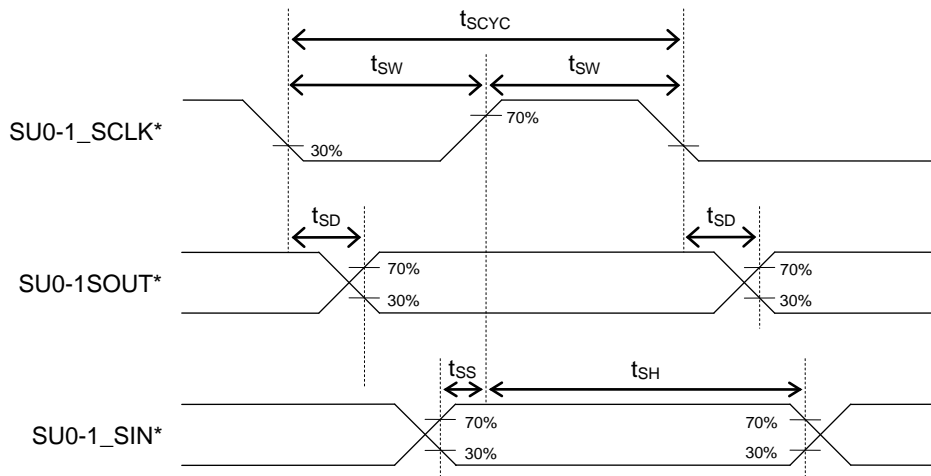 tSCYC
tSW tSW
SU0-1_SCLK*
70%
30%
tSD tSD
SU0-1SOUT*
70% 70%
30% 30%
tSS tSH
SU0-1_SIN*
70% 70%
30% 30%